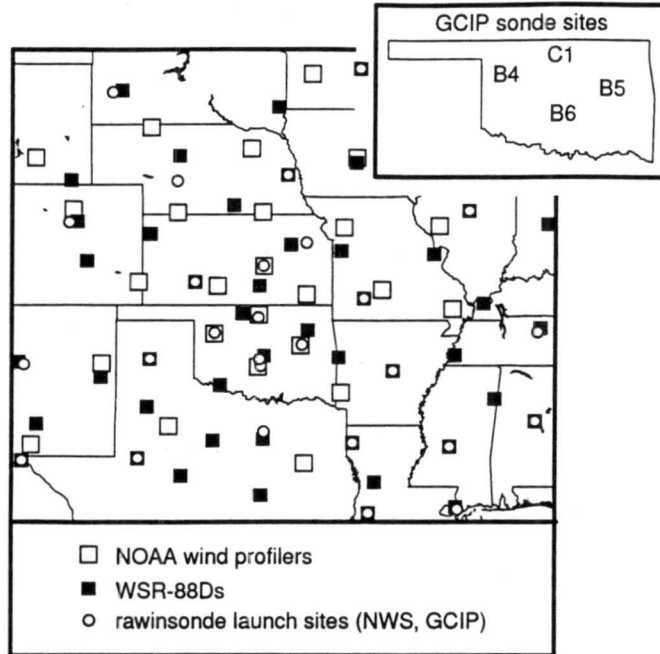 GCIP sonde sites
C1
B4
B5
B6
NOAA wind profilers
WSR-88Ds
rawinsonde launch sites (NWS, GCIP)